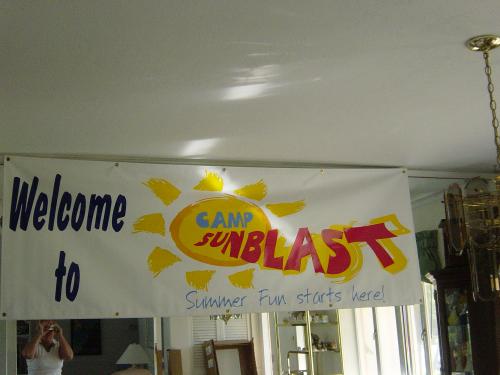 Welcome
to
CAMP
SUNBLAST
Summer Fun starts here!